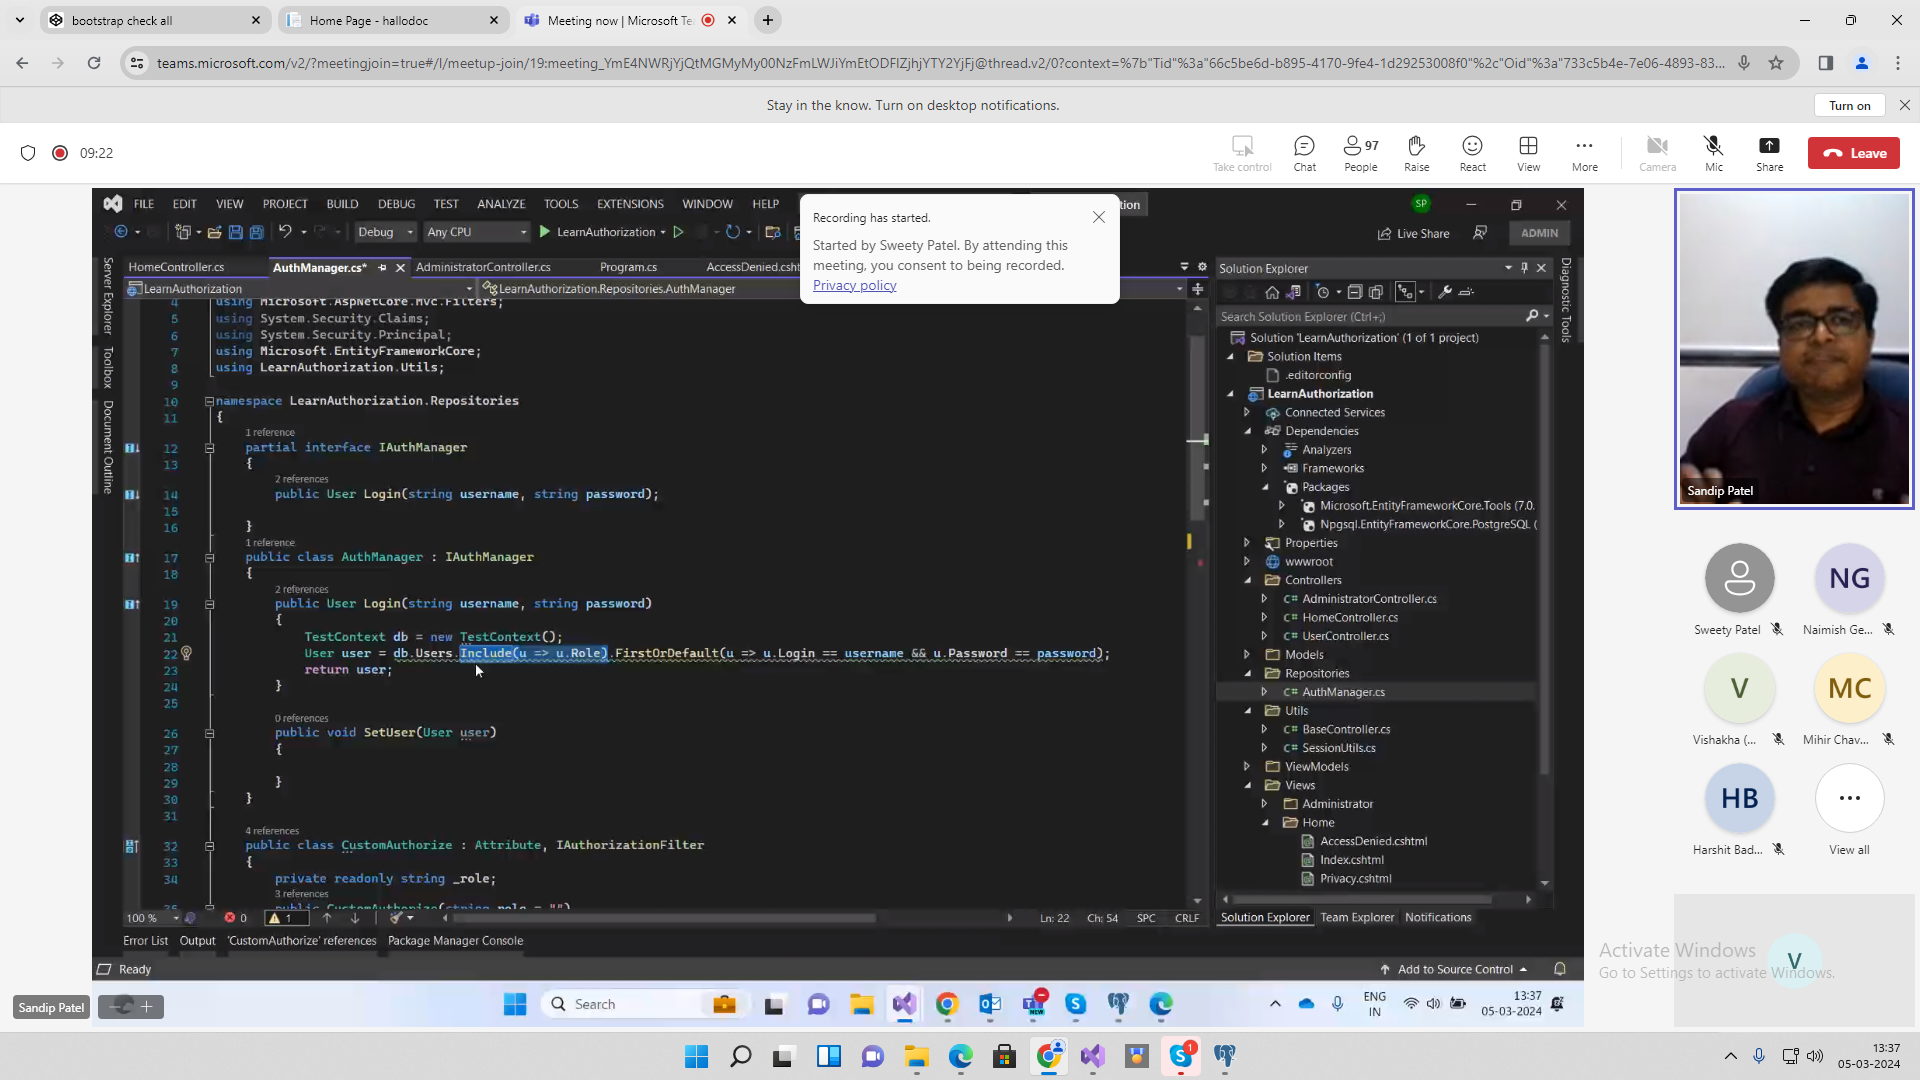 bootstrap check all
Home Page - hallodoc
Meeting now | Microsoft Te
teams.microsoft.com/v2/?meetingjoin=true#/l/meetup-join/19:meeting_YmE4NWRjYjQtMGMyMy00NzFmLWJiYmEtODFlZjhjYTY2YjFj@thread.v2/0?context=%7b"Tid"%3a"66c5be6d-b895-4170-9fe4-1d29253008f0"%2c"Oid"%3a"733c5b4e-7e06-4893-83...
Stay in the know. Turn on desktop notifications.
Turn on
09:22
Take control
Chat
97
People
Raise
React
View
More
Camera
Mic
Share
Leave
FILE EDIT VIEW PROJECT BUILD DEBUG TEST ANALYZE TOOLS EXTENSIONS WINDOW HELP
tion
SP
Debug
Any CPU
LearnAuthorization
Live Share
ADMIN
Recording has started.
Started by Sweety Patel. By attending this
meeting, you consent to being recorded.
Privacy policy
Server Explorer
Toolbox
Document Outline
HomeController.cs
AuthManager.cs*
AdministratorController.cs
Program.cs
AccessDenied.csht
LearnAuthorization
LearnAuthorization.Repositories.AuthManager
4 using Microsoft.AspNetCore.Mvc.Filters;
5 using System.Security.Claims;
6 using System.Security.Principal;
7 using Microsoft.EntityFrameworkCore;
8 using LearnAuthorization.Utils;
9
10 namespace LearnAuthorization.Repositories
11 {
1 reference
12 partial interface IAuthManager
13 {
2 references
14 public User Login(string username, string password);
15
16 }
1 reference
17 public class AuthManager : IAuthManager
18 {
2 references
19 public User Login(string username, string password)
20 {
21 TestContext db = new TestContext();
22 User user = db.Users.Include(u => u.Role).FirstOrDefault(u => u.Login == username && u.Password == password);
23 return user;
24 }
25
0 references
26 public void SetUser(User user)
27 {
28
29 }
30 }
31
4 references
32 public class CustomAuthorize : Attribute, IAuthorizationFilter
33 {
34 private readonly string _role;
3 references
35 public CustomAuthorize(string role = "")
100 %
0
1
Ln: 22 Ch: 54 SPC CRLF
Error List Output 'CustomAuthorize' references Package Manager Console
Ready
Add to Source Control
Solution Explorer
Search Solution Explorer (Ctrl+;)
Solution 'LearnAuthorization' (1 of 1 project)
Solution Items
.editorconfig
LearnAuthorization
Connected Services
Dependencies
Analyzers
Frameworks
Packages
Microsoft.EntityFrameworkCore.Tools (7.0.
Npgsql.EntityFrameworkCore.PostgreSQL (
Properties
wwwroot
Controllers
C# AdministratorController.cs
C# HomeController.cs
C# UserController.cs
Models
Repositories
C# AuthManager.cs
Utils
C# BaseController.cs
C# SessionUtils.cs
ViewModels
Views
Administrator
Home
AccessDenied.cshtml
Index.cshtml
Privacy.cshtml
Solution Explorer Team Explorer Notifications
Diagnostic Tools
Sandip Patel
Sweety Patel
NG
Naimish Ge...
V
Vishakha (...
MC
Mihir Chav...
HB
Harshit Bad...
View all
V
Activate Windows
Go to Settings to activate Windows.
Sandip Patel
Search
NEW
ENG
IN
13:37
05-03-2024
1
13:37
05-03-2024